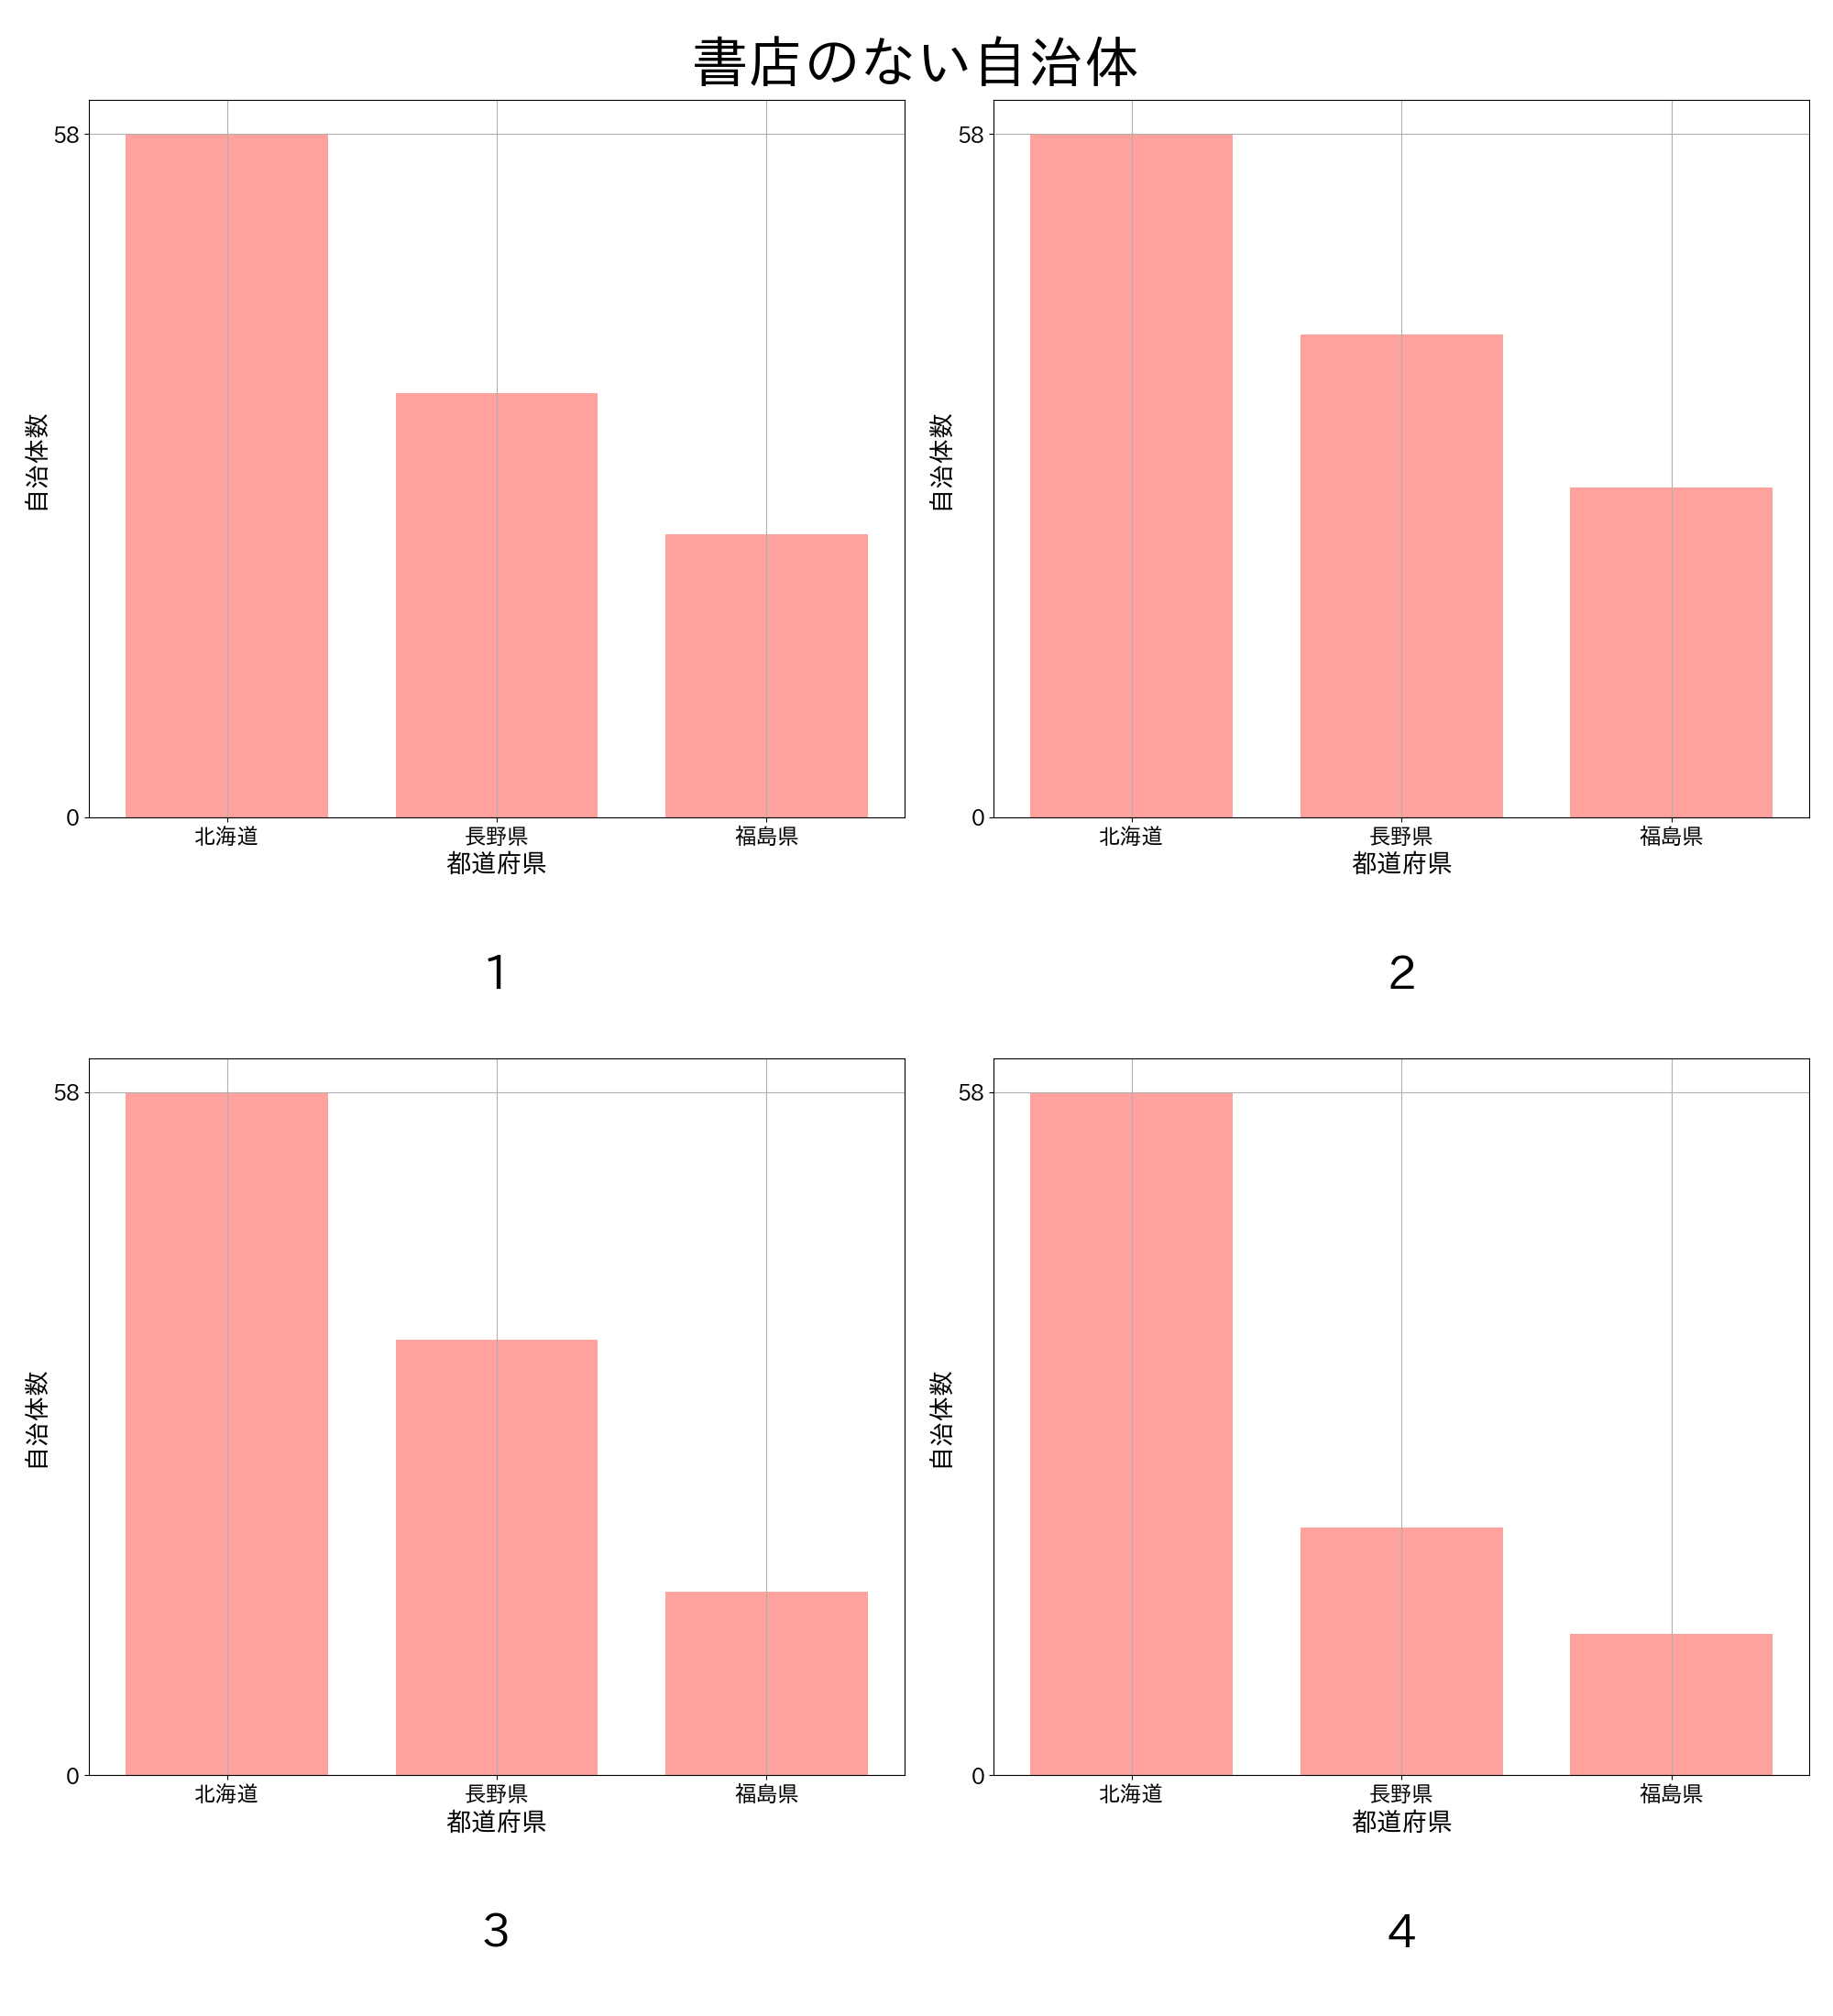 書店のない自治体
58
0
自治体数
北海道 長野県 福島県
都道府県
1
58
0
自治体数
北海道 長野県 福島県
都道府県
2
58
0
自治体数
北海道 長野県 福島県
都道府県
3
58
0
自治体数
北海道 長野県 福島県
都道府県
4